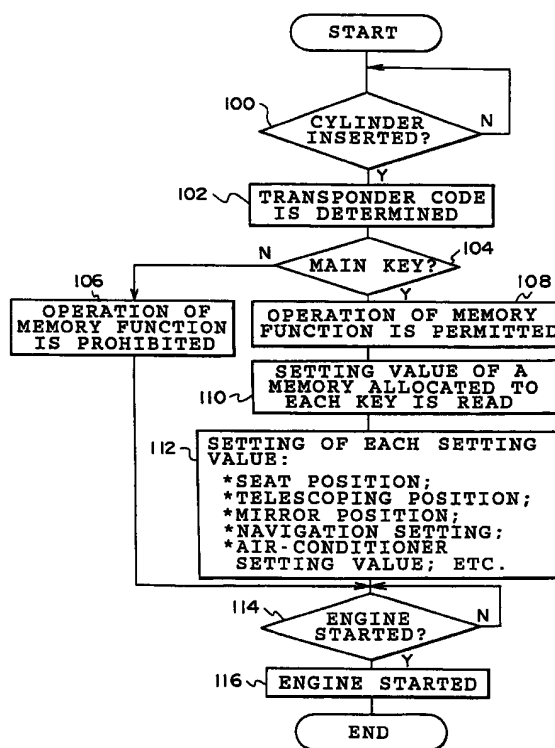 START
100
CYLINDER
INSERTED?
N
Y
102
TRANSPONDER CODE
IS DETERMINED
104
N
MAIN KEY?
Y
106
108
OPERATION OF
MEMORY FUNCTION
IS PROHIBITED
OPERATION OF MEMORY
FUNCTION IS PERMITTED
SETTING VALUE OF A
MEMORY ALLOCATED TO
EACH KEY IS READ
110
112
SETTING OF EACH SETTING
VALUE:
*SEAT POSITION;
*TELESCOPING POSITION;
*MIRROR POSITION;
*NAVIGATION SETTING;
*AIR-CONDITIONER
SETTING VALUE; ETC.
114
ENGINE
STARTED?
N
Y
116
ENGINE STARTED
END